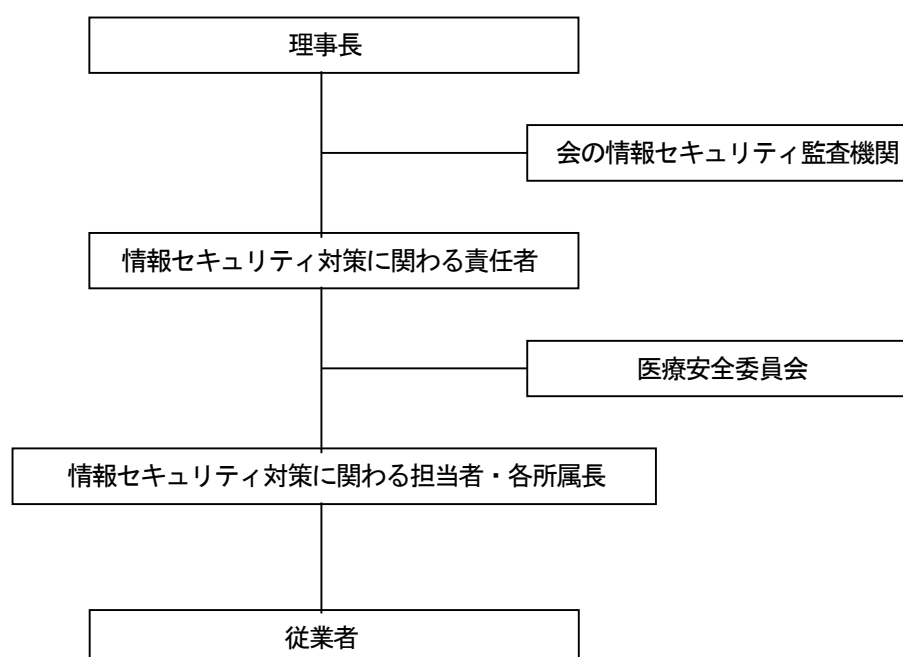 理事長
会の情報セキュリティ監査機関
情報セキュリティ対策に関わる責任者
医療安全委員会
情報セキュリティ対策に関わる担当者・各所属長
従業者